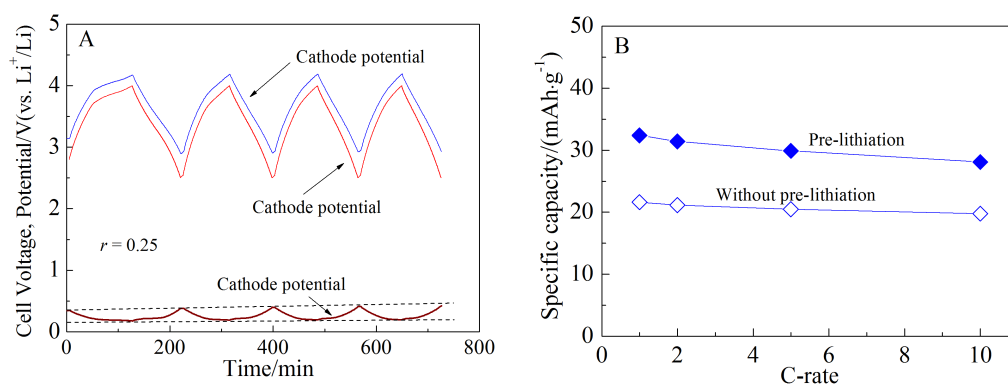 A
Cell Voltage, Potential/V(vs. Li⁺/Li)
5
4
3
2
1
0
Cathode potential
Cathode potential
r = 0.25
Cathode potential
0
200
400
600
800
Time/min
B
Specific capacity/(mAh·g⁻¹)
50
40
30
20
10
0
Pre-lithiation
Without pre-lithiation
0
2
4
6
8
10
C-rate